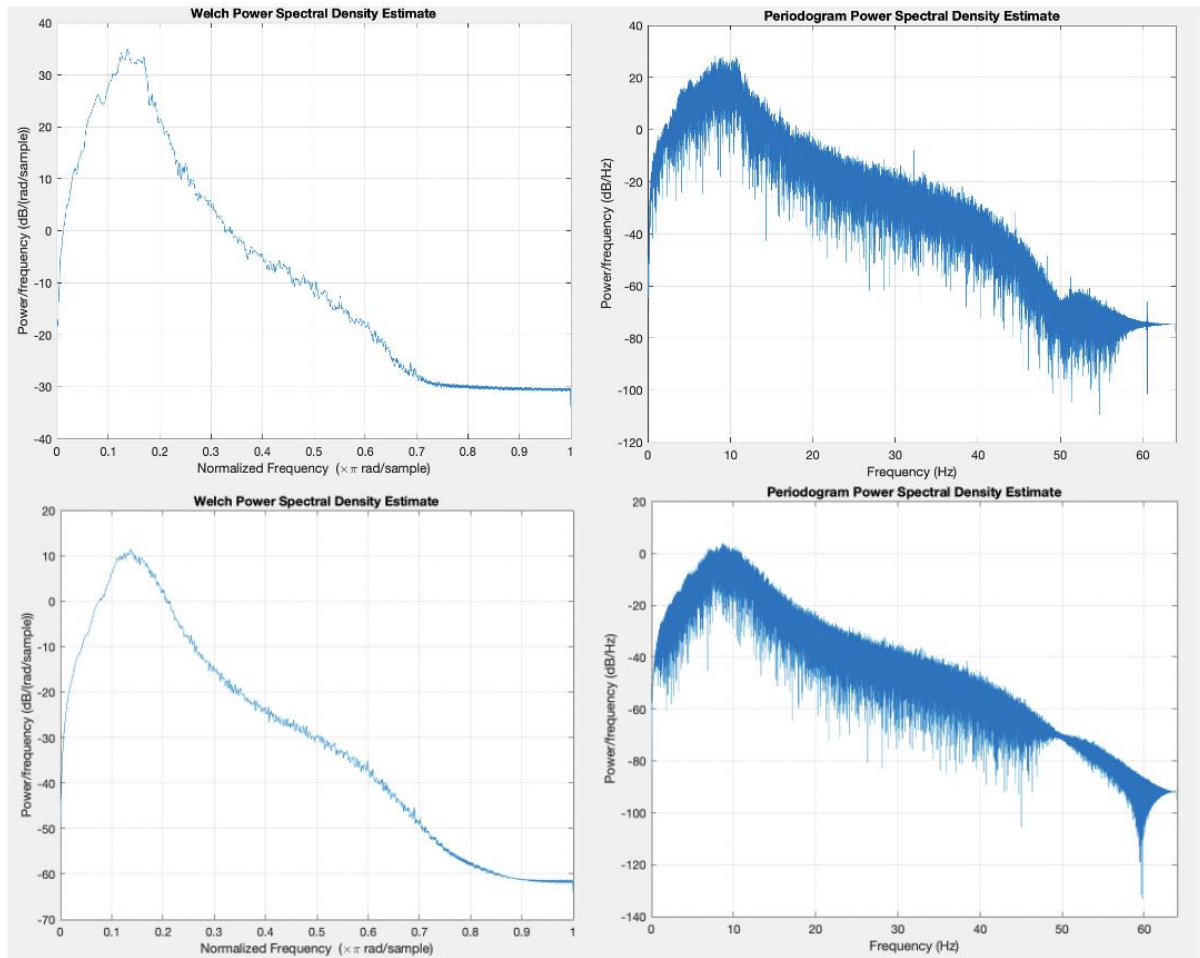 Welch Power Spectral Density Estimate
40
30
20
10
0
-10
-20
-30
-40
Power/frequency (dB/(rad/sample))
0 0.1 0.2 0.3 0.4 0.5 0.6 0.7 0.8 0.9 1
Normalized Frequency (×π rad/sample)
Periodogram Power Spectral Density Estimate
40
20
0
-20
-40
-60
-80
-100
-120
Power/frequency (dB/Hz)
0 10 20 30 40 50 60
Frequency (Hz)
Welch Power Spectral Density Estimate
20
10
0
-10
-20
-30
-40
-50
-60
-70
Power/frequency (dB/(rad/sample))
0 0.1 0.2 0.3 0.4 0.5 0.6 0.7 0.8 0.9 1
Normalized Frequency (×π rad/sample)
Periodogram Power Spectral Density Estimate
20
0
-20
-40
-60
-80
-100
-120
-140
Power/frequency (dB/Hz)
0 10 20 30 40 50 60
Frequency (Hz)